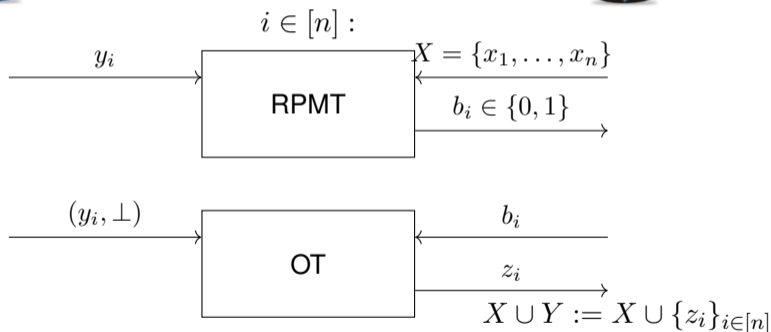 i ∈ [n] :
y_i
X = {x_1, . . . , x_n}
RPMT
b_i ∈ {0, 1}
(y_i, ⊥)
b_i
OT
z_i
X ∪ Y := X ∪ {z_i}_{i∈[n]}